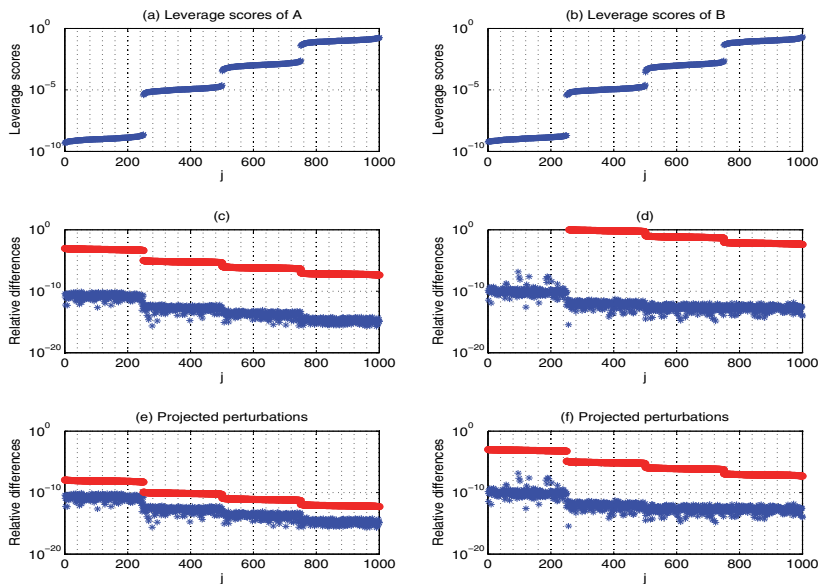 (a) Leverage scores of A
Leverage scores
10^0
10^-5
10^-10
0 200 400 600 800 1000
j
(b) Leverage scores of B
Leverage scores
10^0
10^-5
10^-10
0 200 400 600 800 1000
j
(c)
Relative differences
10^0
10^-10
10^-20
0 200 400 600 800 1000
j
(d)
Relative differences
10^0
10^-10
10^-20
0 200 400 600 800 1000
j
(e) Projected perturbations
Relative differences
10^0
10^-10
10^-20
0 200 400 600 800 1000
j
(f) Projected perturbations
Relative differences
10^0
10^-10
10^-20
0 200 400 600 800 1000
j